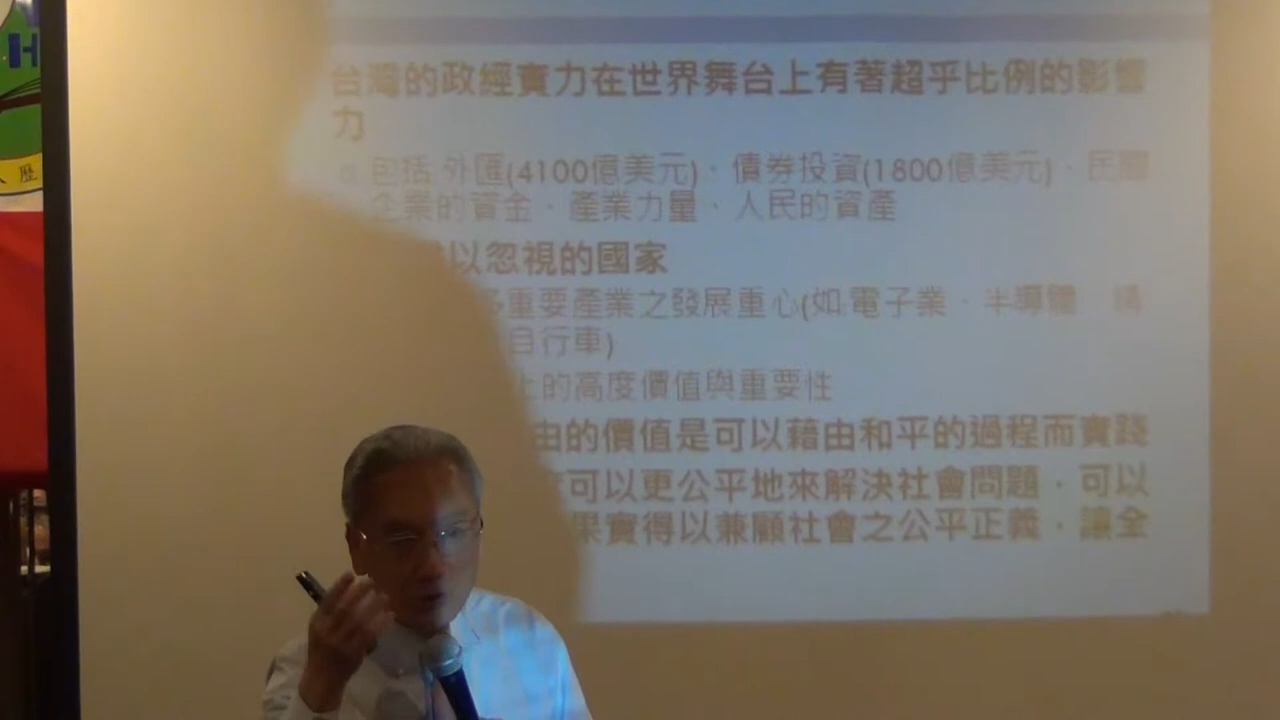 H
歷
台灣的政經實力在世界舞台上有著超乎比例的影響
力
包括 外匯(4100億美元)、債券投資(1800億美元)、民間
企業的資金、產業力量、人民的資產
以忽視的國家
重要產業之發展重心(如:電子業、半導體
自行車)
上的高度價值與重要性
由的價值是可以藉由和平的過程而實踐
可以更公平地來解決社會問題，可以
果實得以兼顧社會之公平正義，讓全